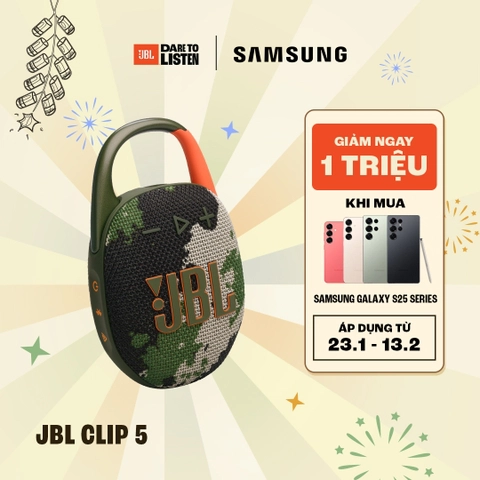 JBL
DARE TO
LISTEN
SAMSUNG
GIẢM NGAY
1 TRIỆU
KHI MUA
SAMSUNG GALAXY S25 SERIES
ÁP DỤNG TỪ
23.1 - 13.2
JBL
JBL CLIP 5